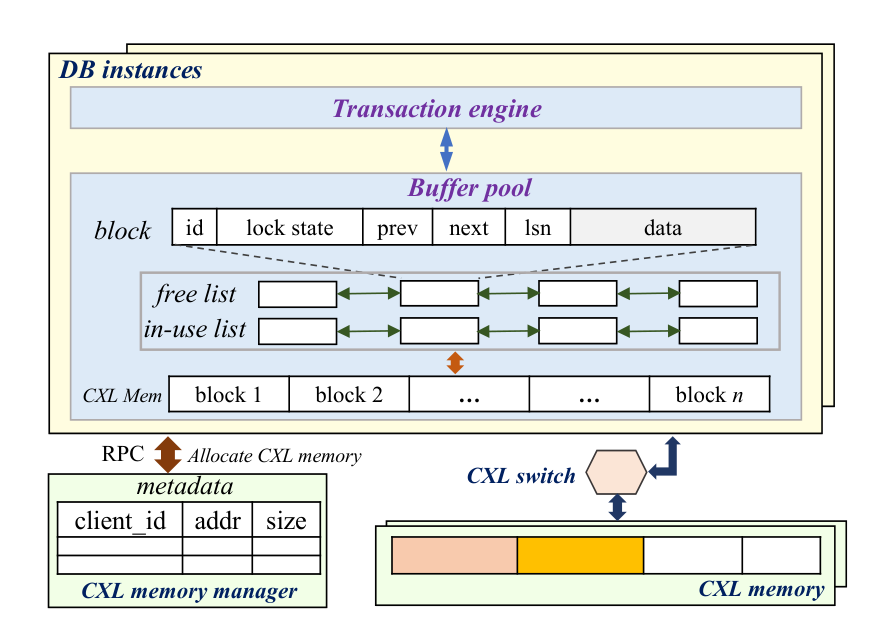 DB instances
Transaction engine
Buffer pool
block id lock state prev next lsn data
free list
in-use list
CXL Mem block 1 block 2 ... ... block n
RPC Allocate CXL memory
CXL switch
metadata
client_id addr size
CXL memory manager
CXL memory